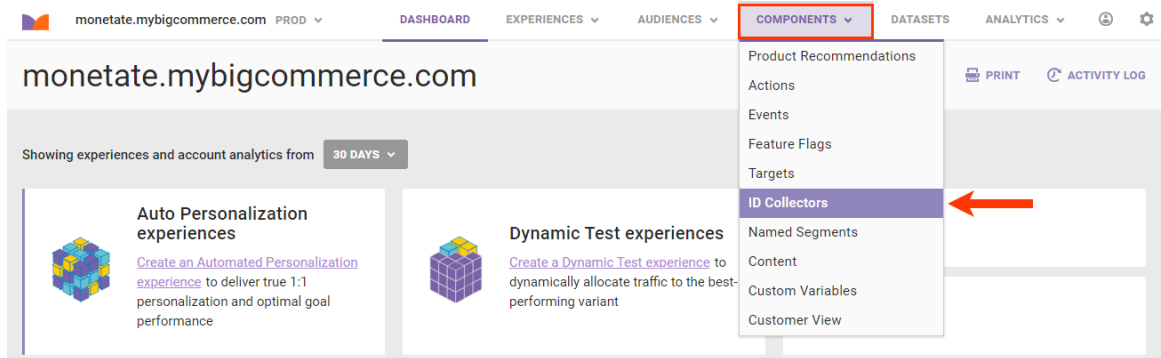 monetate.mybigcommerce.com PROD
DASHBOARD
EXPERIENCES
AUDIENCES
COMPONENTS
DATASETS
ANALYTICS
monetate.mybigcommerce.com
PRINT
ACTIVITY LOG
Product Recommendations
Actions
Events
Feature Flags
Targets
ID Collectors
Named Segments
Content
Custom Variables
Customer View
Showing experiences and account analytics from
30 DAYS
Auto Personalization
experiences
Create an Automated Personalization
experience to deliver true 1:1
personalization and optimal goal
performance
Dynamic Test experiences
Create a Dynamic Test experience to
dynamically allocate traffic to the best-
performing variant